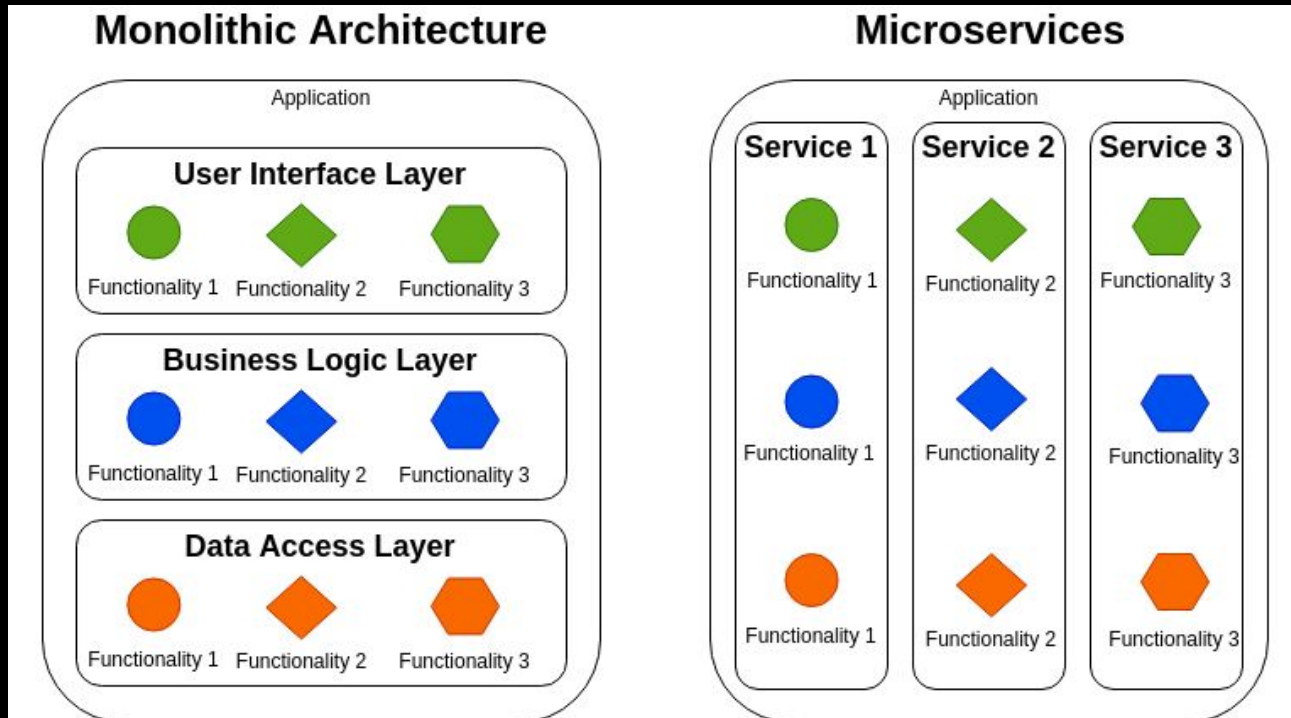 Monolithic Architecture
Application
User Interface Layer
Functionality 1 Functionality 2 Functionality 3
Business Logic Layer
Functionality 1 Functionality 2 Functionality 3
Data Access Layer
Functionality 1 Functionality 2 Functionality 3
Microservices
Application
Service 1
Functionality 1
Functionality 1
Functionality 1
Service 2
Functionality 2
Functionality 2
Functionality 2
Service 3
Functionality 3
Functionality 3
Functionality 3